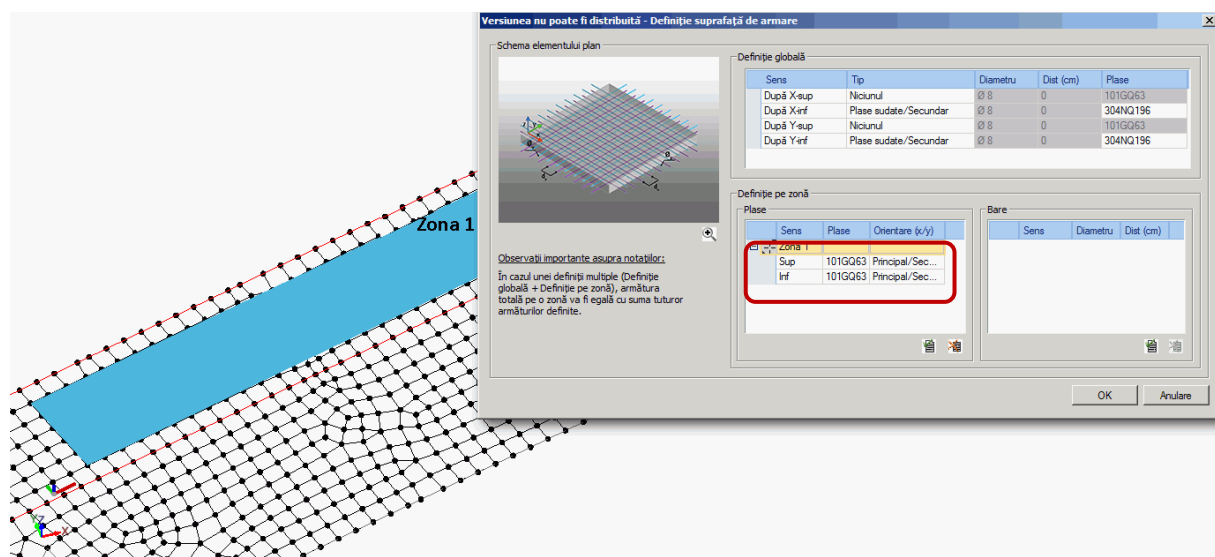 Versiunea nu poate fi distribuită - Definiție suprafață de armare
Schema elementului plan
Observații importante asupra notațiilor:
În cazul unei definiții multiple (Definiție
globală + Definiție pe zonă), armătura
totală pe o zonă va fi egală cu suma tuturor
armăturilor definite.
Definiție globală
Sens Tip Diametru Dist (cm) Plase
După X-sup Niciunul Ø 8 0 101GQ63
După X-inf Plase sudate/Secundar Ø 8 0 304NQ196
După Y-sup Niciunul Ø 8 0 101GQ63
După Y-inf Plase sudate/Secundar Ø 8 0 304NQ196
Definiție pe zonă
Plase
Sens Plase Orientare (x/y)
Zona 1
Sup 101GQ63 Principal/Sec...
Inf 101GQ63 Principal/Sec...
Bare
Sens Diametru Dist (cm)
OK Anulare
Zona 1
Z
X